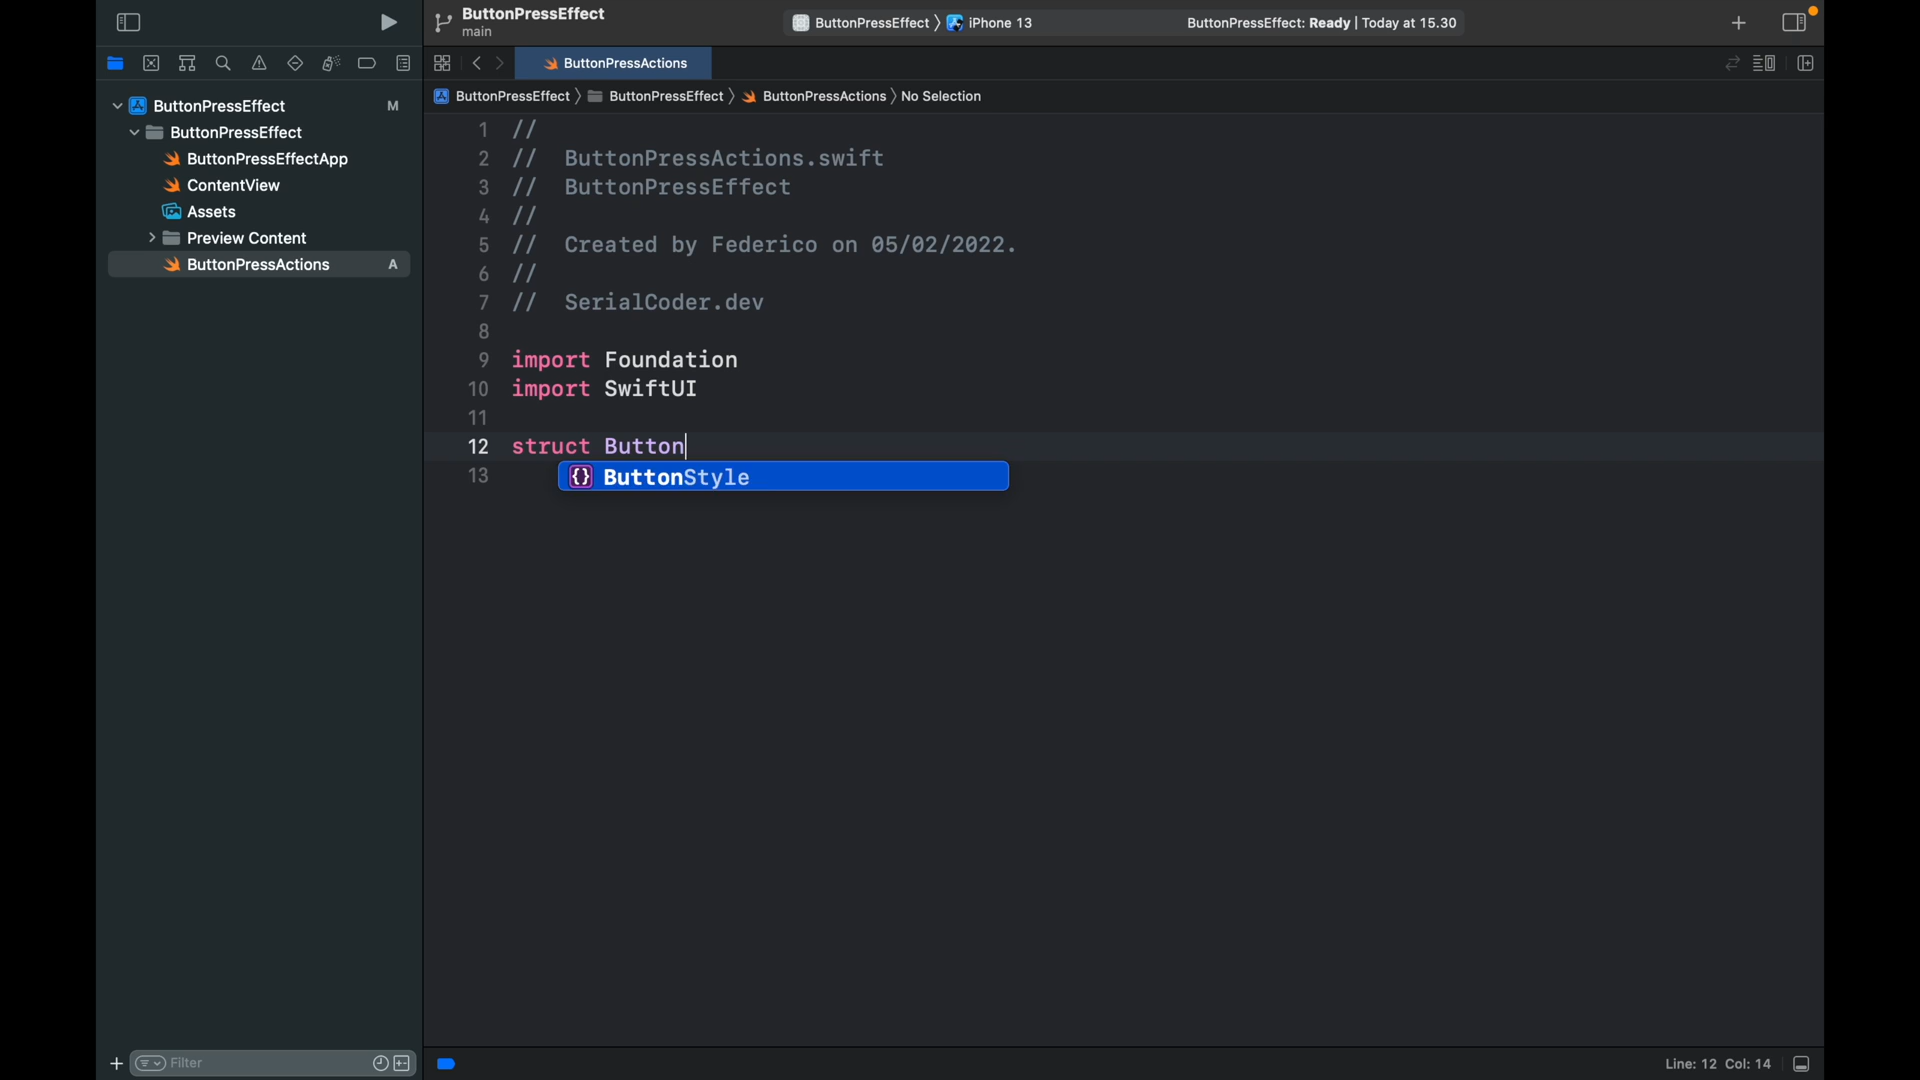 ButtonPressEffect
main
ButtonPressEffect
iPhone 13
ButtonPressEffect: Ready | Today at 15.30
ButtonPressActions
ButtonPressEffect
ButtonPressEffect
ButtonPressActions
No Selection
ButtonPressEffect M
ButtonPressEffect
ButtonPressEffectApp
ContentView
Assets
Preview Content
ButtonPressActions A
1 //
2 // ButtonPressActions.swift
3 // ButtonPressEffect
4 //
5 // Created by Federico on 05/02/2022.
6 //
7 // SerialCoder.dev
8
9 import Foundation
10 import SwiftUI
11
12 struct Button
13
{} ButtonStyle
Filter
Line: 12 Col: 14